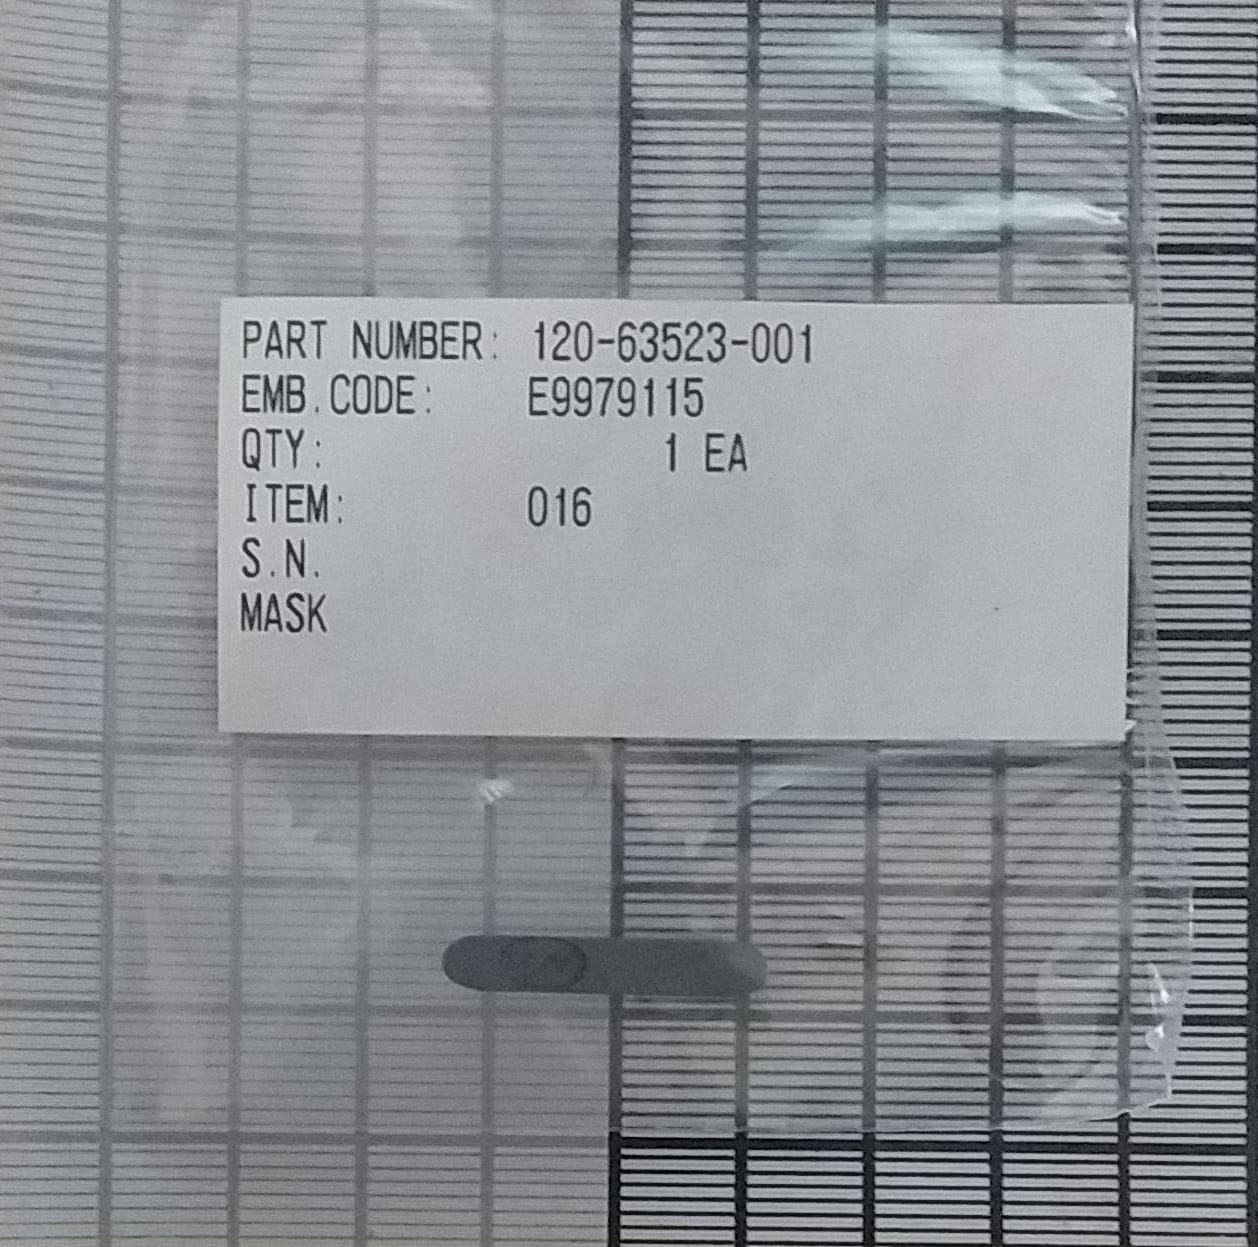 PART NUMBER: 120-63523-001
EMB.CODE: E9979115
QTY: 1 EA
ITEM: 016
S.N.
MASK